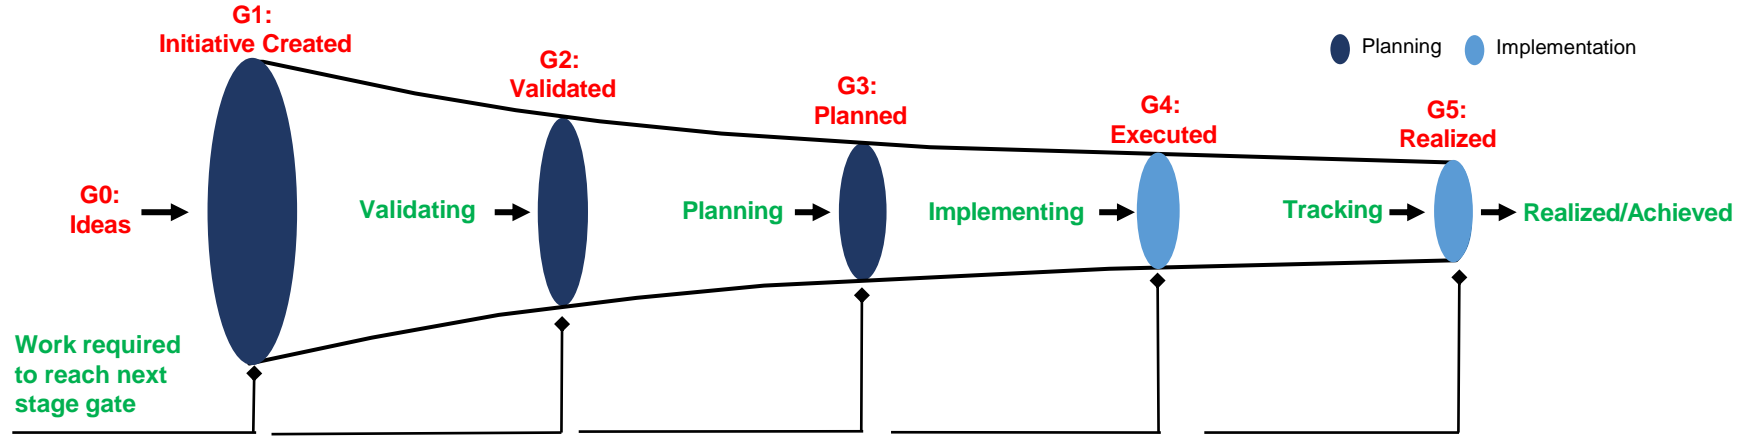 G1:
Initiative Created
G2:
Validated
G3:
Planned
G4:
Executed
G5:
Realized
Planning
Implementation
G0:
Ideas
Validating
Planning
Implementing
Tracking
Realized/Achieved
Work required
to reach next
stage gate